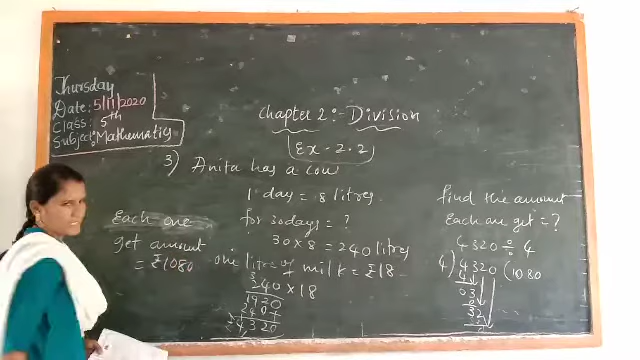 Thursday
Date: 5/11/2020
Class: 5th
Subject: Mathematics
Chapter 2:- Division
Ex-2.2
3) Anita has a cow
1 day = 8 litres
for 30 days = ?
30 × 8 = 240 litres
one litre of milk = ₹18
240 × 18
1920
240+
4320
Each one
get amount
= ₹1080
find the amount
Each one get = ?
4320 ÷ 4
4) 4320 (1080
4
03
32